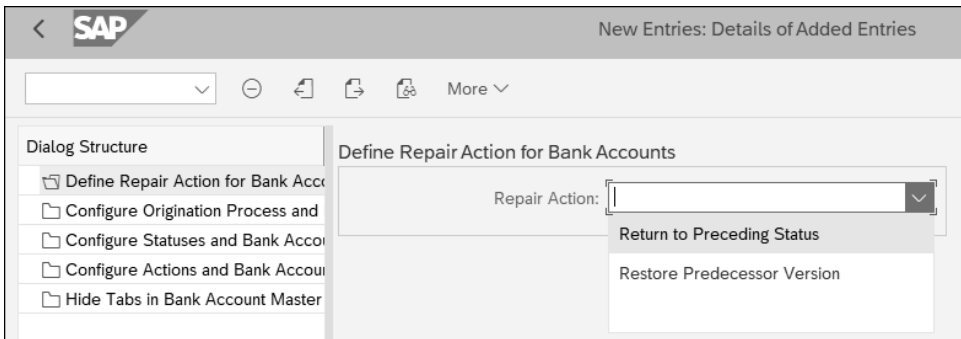 SAP
New Entries: Details of Added Entries
More
Dialog Structure
Define Repair Action for Bank Acco
Configure Origination Process and
Configure Statuses and Bank Accou
Configure Actions and Bank Accoun
Hide Tabs in Bank Account Master
Define Repair Action for Bank Accounts
Repair Action:
Return to Preceding Status
Restore Predecessor Version